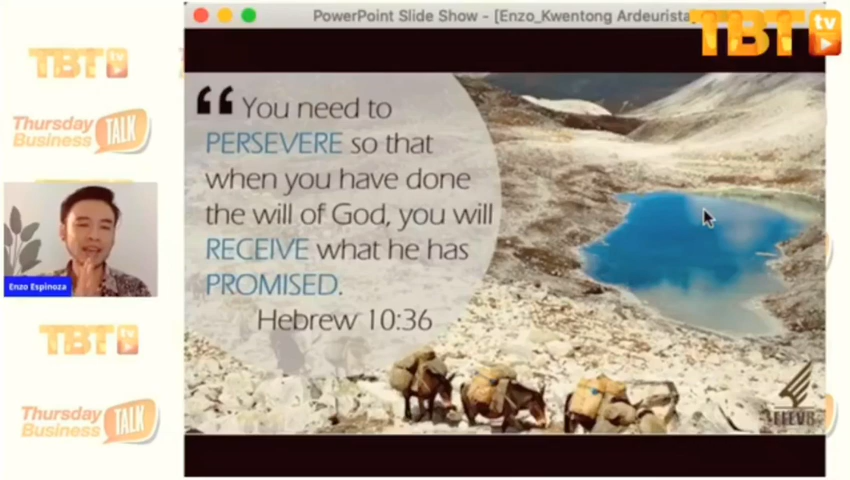 PowerPoint Slide Show - [Enzo_Kwentong Ardeurista
TBT tv
TBT tv
Thursday
Business TALK
Enzo Espinoza
TBT tv
Thursday
Business TALK
“ You need to
PERSEVERE so that
when you have done
the will of God, you will
RECEIVE what he has
PROMISED.
Hebrew 10:36